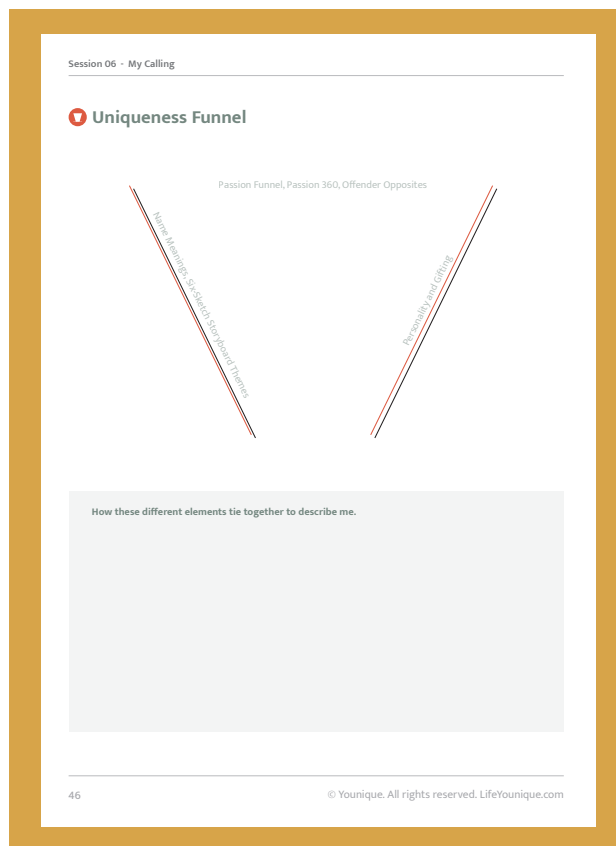 Session 06 • My Calling
Uniqueness Funnel
Passion Funnel, Passion 360, Offender Opposites
Name Meanings, Six-Sketch Storyboard Themes
Personality and Gifting
How these different elements tie together to describe me.
46
© Younique. All rights reserved. LifeYounique.com